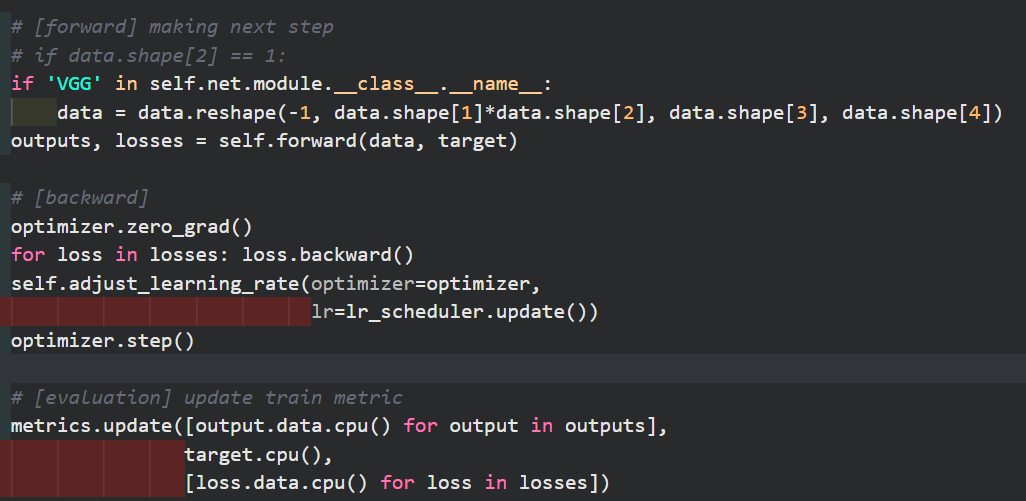 # [forward] making next step
# if data.shape[2] == 1:
if 'VGG' in self.net.module.__class__.__name__:
data = data.reshape(-1, data.shape[1]*data.shape[2], data.shape[3], data.shape[4])
outputs, losses = self.forward(data, target)
# [backward]
optimizer.zero_grad()
for loss in losses: loss.backward()
self.adjust_learning_rate(optimizer=optimizer,
lr=lr_scheduler.update())
optimizer.step()
# [evaluation] update train metric
metrics.update([output.data.cpu() for output in outputs],
target.cpu(),
[loss.data.cpu() for loss in losses])